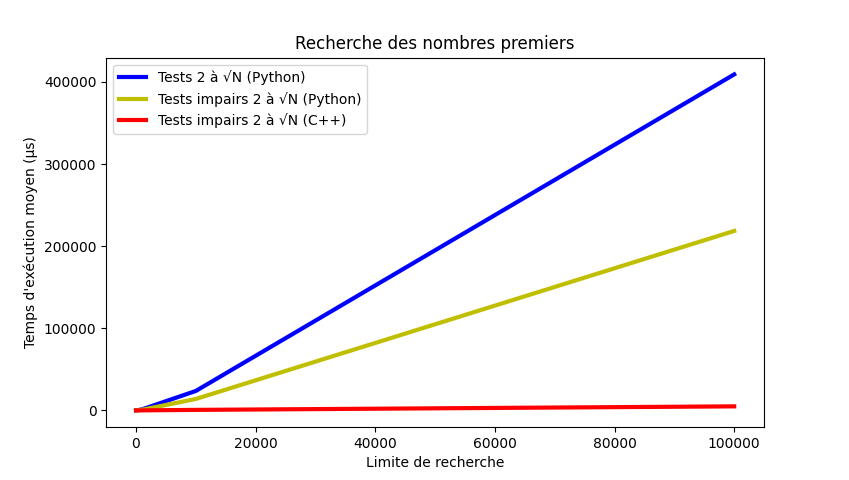 Recherche des nombres premiers
Tests 2 à √N (Python)
Tests impairs 2 à √N (Python)
Tests impairs 2 à √N (C++)
Temps d'exécution moyen (µs)
400000
300000
200000
100000
0
0 20000 40000 60000 80000 100000
Limite de recherche